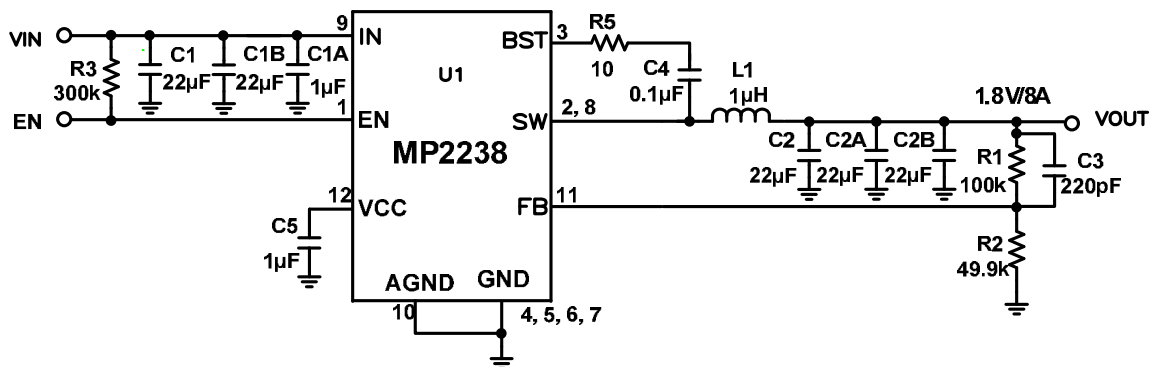 VIN
9
IN
R3
300k
C1
22µF
C1B
22µF
C1A
1µF
EN
1
EN
U1
MP2238
BST
3
R5
10
C4
0.1µF
L1
1µH
SW
2, 8
1.8V/8A
VOUT
C2
22µF
C2A
22µF
C2B
22µF
R1
100k
C3
220pF
FB
11
R2
49.9k
12
VCC
C5
1µF
AGND
10
GND
4, 5, 6, 7